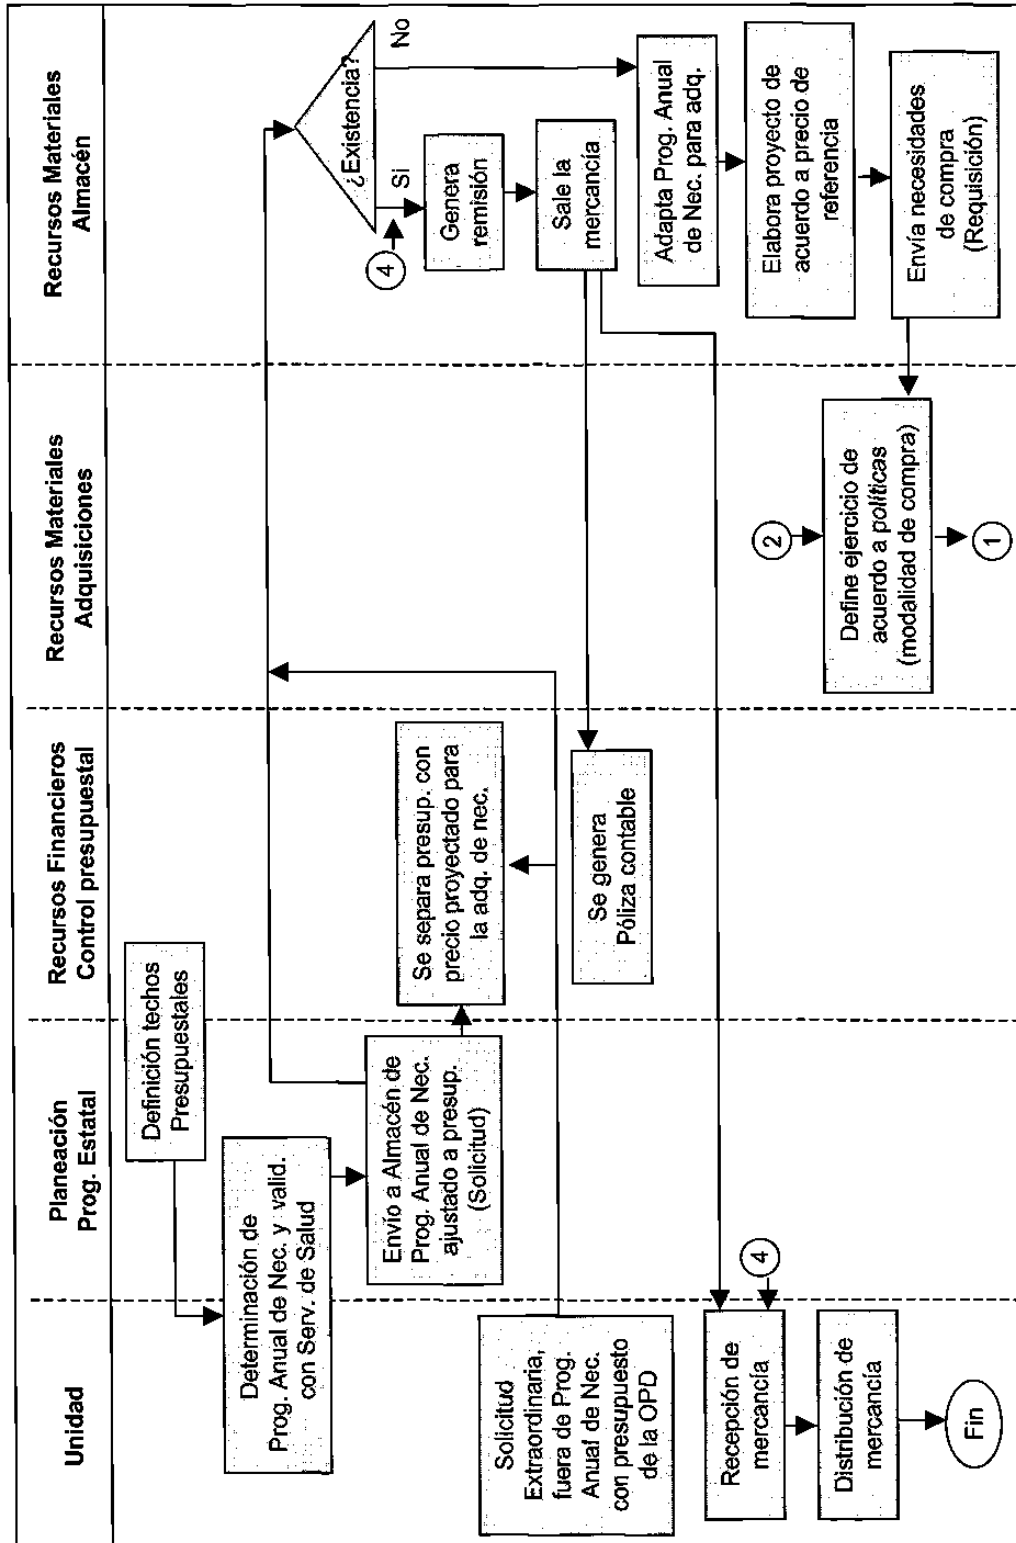 Unidad
Planeación
Prog. Estatal
Recursos Financieros
Control presupuestal
Recursos Materiales
Adquisiciones
Recursos Materiales
Almacén
Definición techos
Presupuestales
Determinación de
Prog. Anual de Nec. y valid.
con Serv. de Salud
¿Existencia?
Si
No
4
Envío a Almacén de
Prog. Anual de Nec.
ajustado a presup.
(Solicitud)
Se separa presup. con
precio proyectado para
la adq. de nec.
Genera
remisión
Solicitud
Extraordinaria,
fuera de Prog.
Anual de Nec.
con presupuesto
de la OPD
Se genera
Póliza contable
Sale la
mercancía
Adapta Prog. Anual
de Nec. para adq.
Recepción de
mercancía
4
2
Elabora proyecto de
acuerdo a precio de
referencia
Distribución de
mercancía
Define ejercicio de
acuerdo a políticas
(modalidad de compra)
Envía necesidades
de compra
(Requisición)
Fin
1